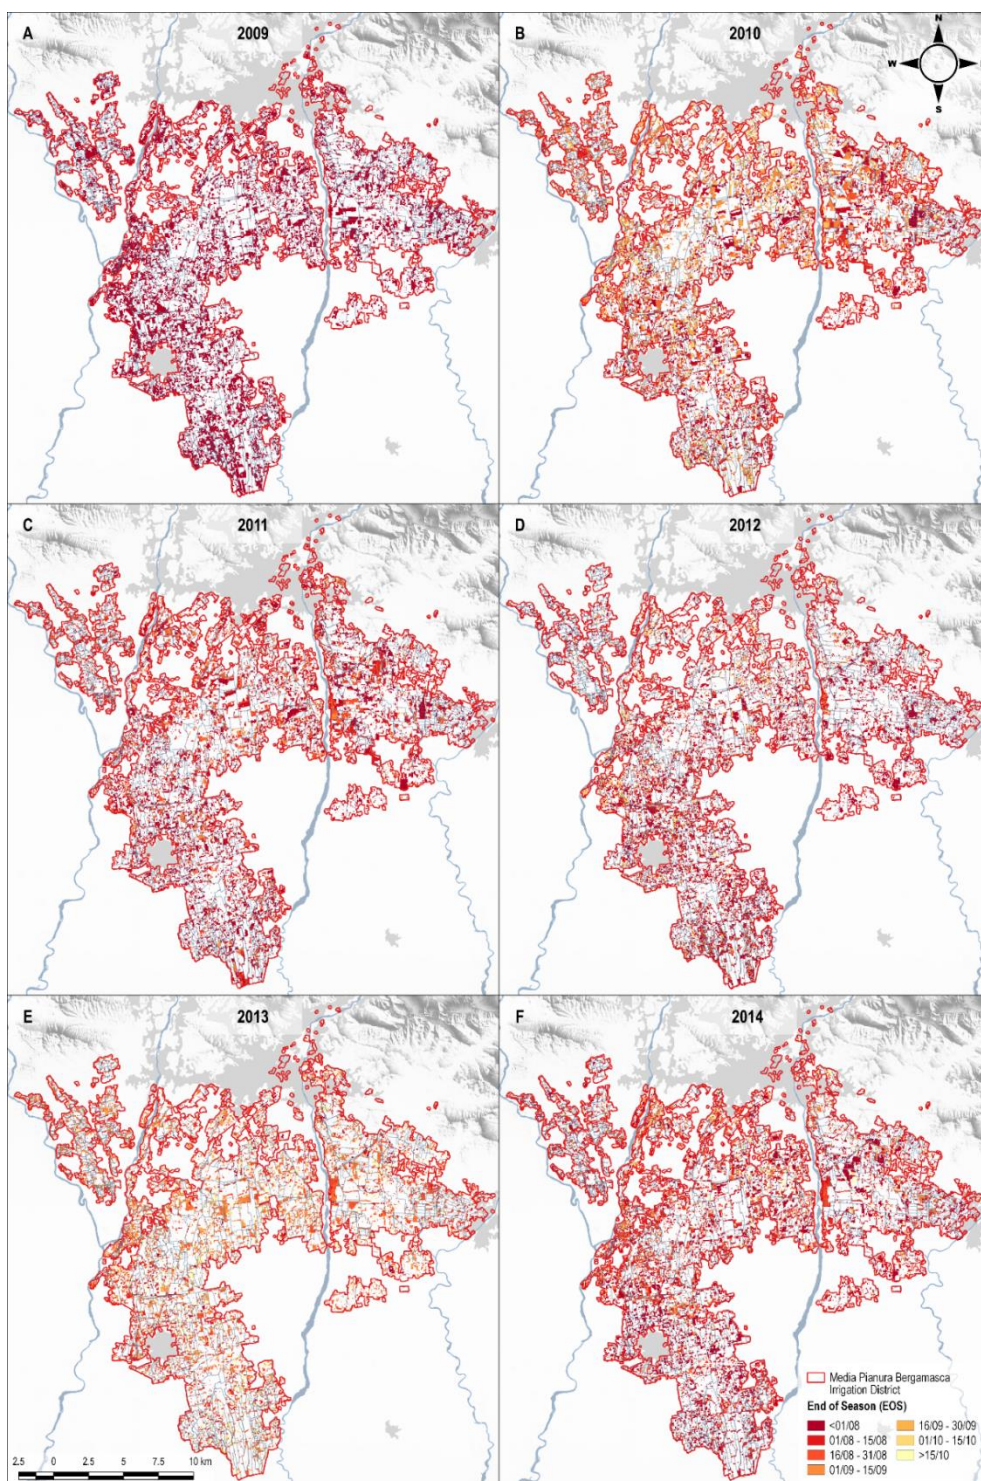 A
2009
B
2010
N
W
S
C
2011
D
2012
E
2013
F
2014
Media Pianura Bergamasca
Irrigation District
End of Season (EOS)
<01/08
16/09 - 30/09
01/08 - 15/08
01/10 - 15/10
16/08 - 31/08
>15/10
01/09 - 15/09
2.5
0
2.5
5
7.5
10 km